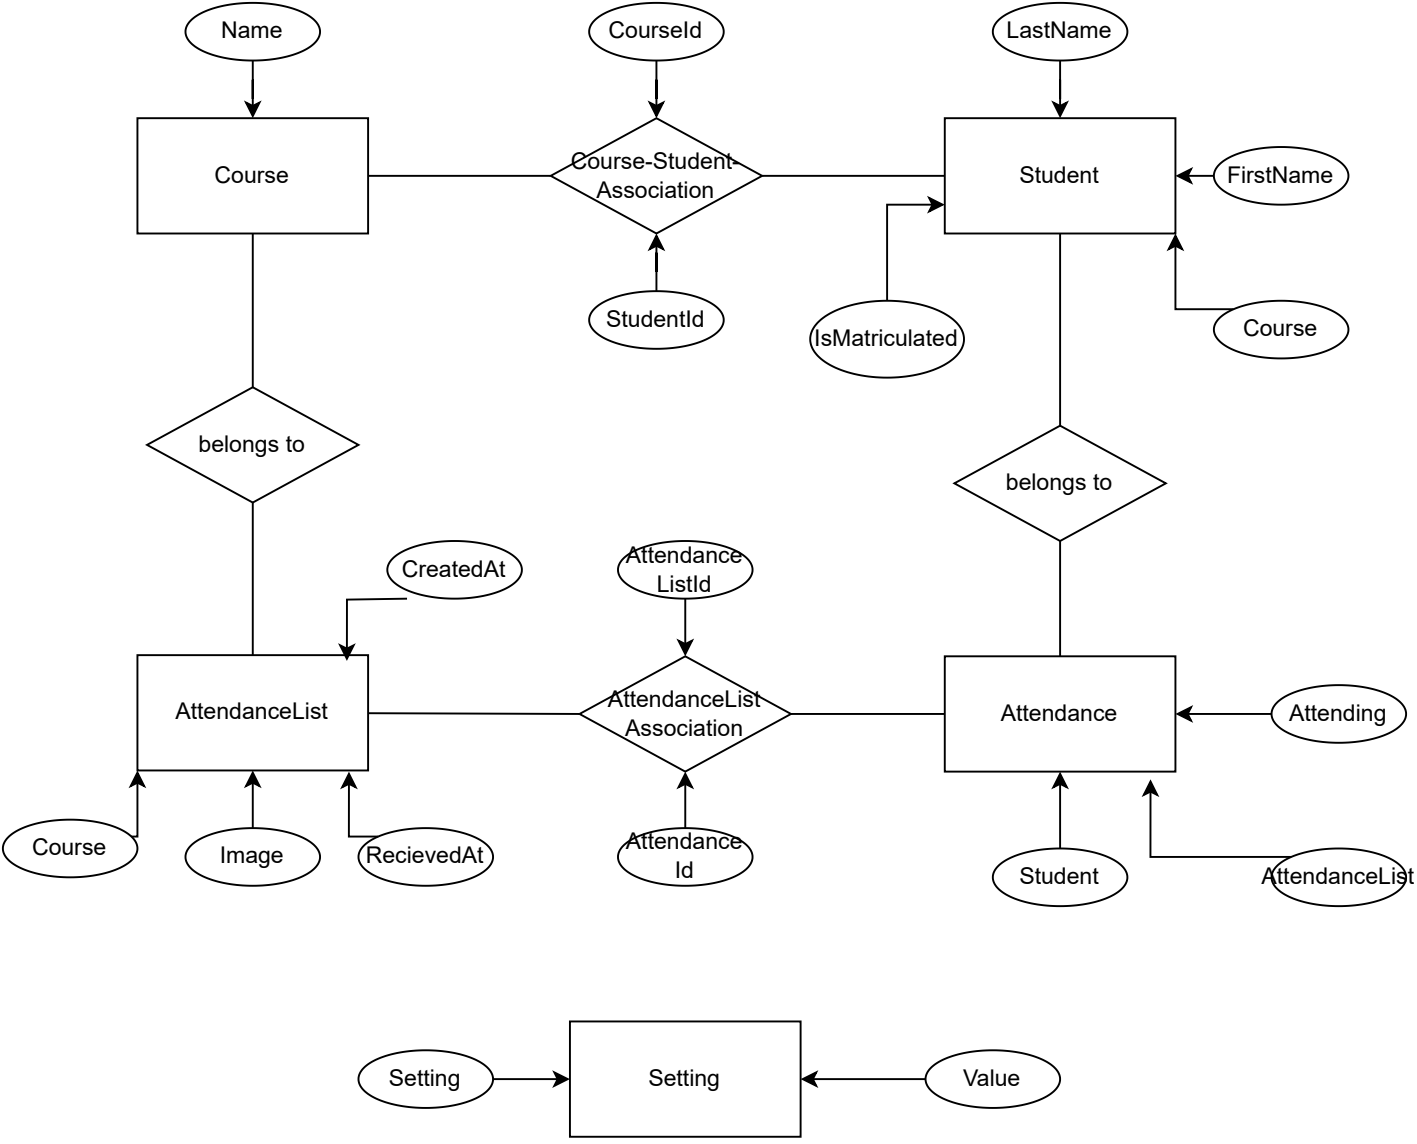 Name
CourseId
LastName
Course
Course-Student-
Association
Student
FirstName
StudentId
IsMatriculated
Course
belongs to
belongs to
CreatedAt
Attendance
ListId
AttendanceList
AttendanceList
Association
Attendance
Attending
Course
Image
RecievedAt
Attendance
Id
Student
AttendanceList
Setting
Setting
Value